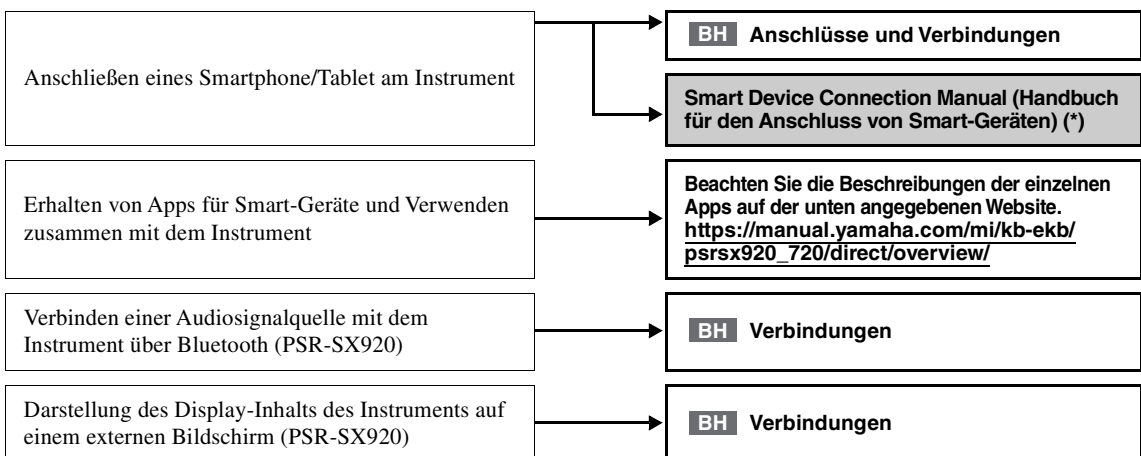 Anschließen eines Smartphone/Tablet am Instrument
BH Anschlüsse und Verbindungen
Smart Device Connection Manual (Handbuch
für den Anschluss von Smart-Geräten) (*)
Erhalten von Apps für Smart-Geräte und Verwenden
zusammen mit dem Instrument
Beachten Sie die Beschreibungen der einzelnen
Apps auf der unten angegebenen Website.
https://manual.yamaha.com/mi/kb-ekb/
psrsx920_720/direct/overview/
Verbinden einer Audiosignalquelle mit dem
Instrument über Bluetooth (PSR-SX920)
BH Verbindungen
Darstellung des Display-Inhalts des Instruments auf
einem externen Bildschirm (PSR-SX920)
BH Verbindungen